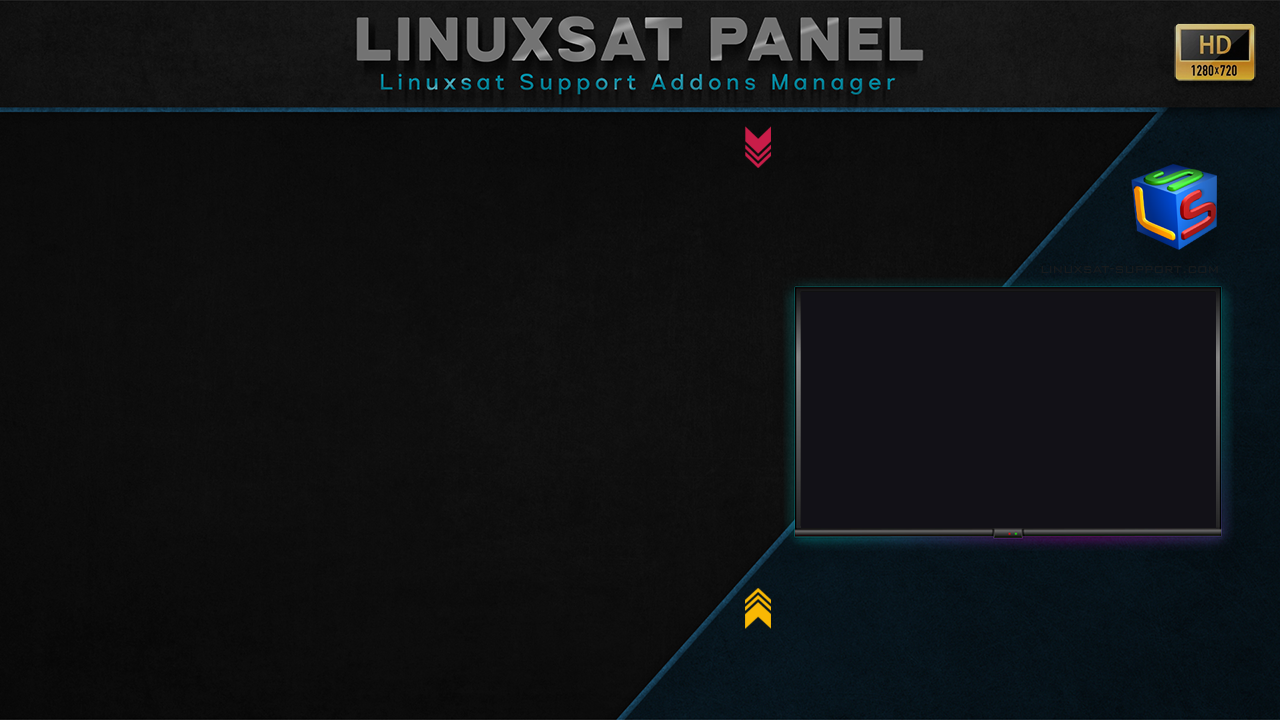 LINUXSAT PANEL
Linuxsat Support Addons Manager
HD
1280×720
S
L S
LINUXSAT-SUPPORT.COM